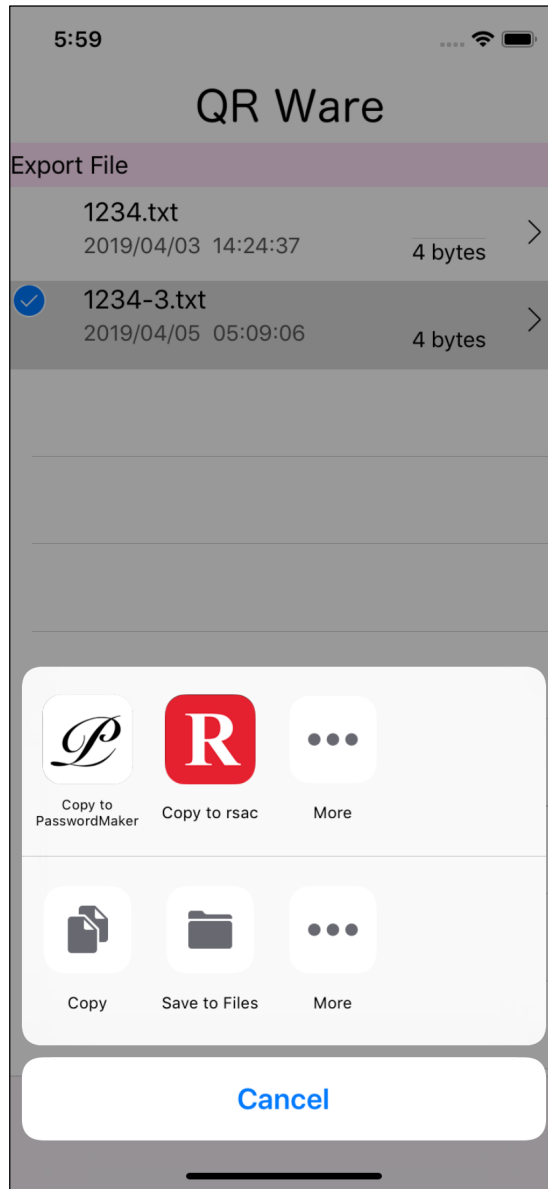 5:59
QR Ware
Export File
1234.txt
2019/04/03 14:24:37
4 bytes
1234-3.txt
2019/04/05 05:09:06
4 bytes
P
R
Copy to
PasswordMaker
Copy to rsac
More
Copy
Save to Files
More
Cancel